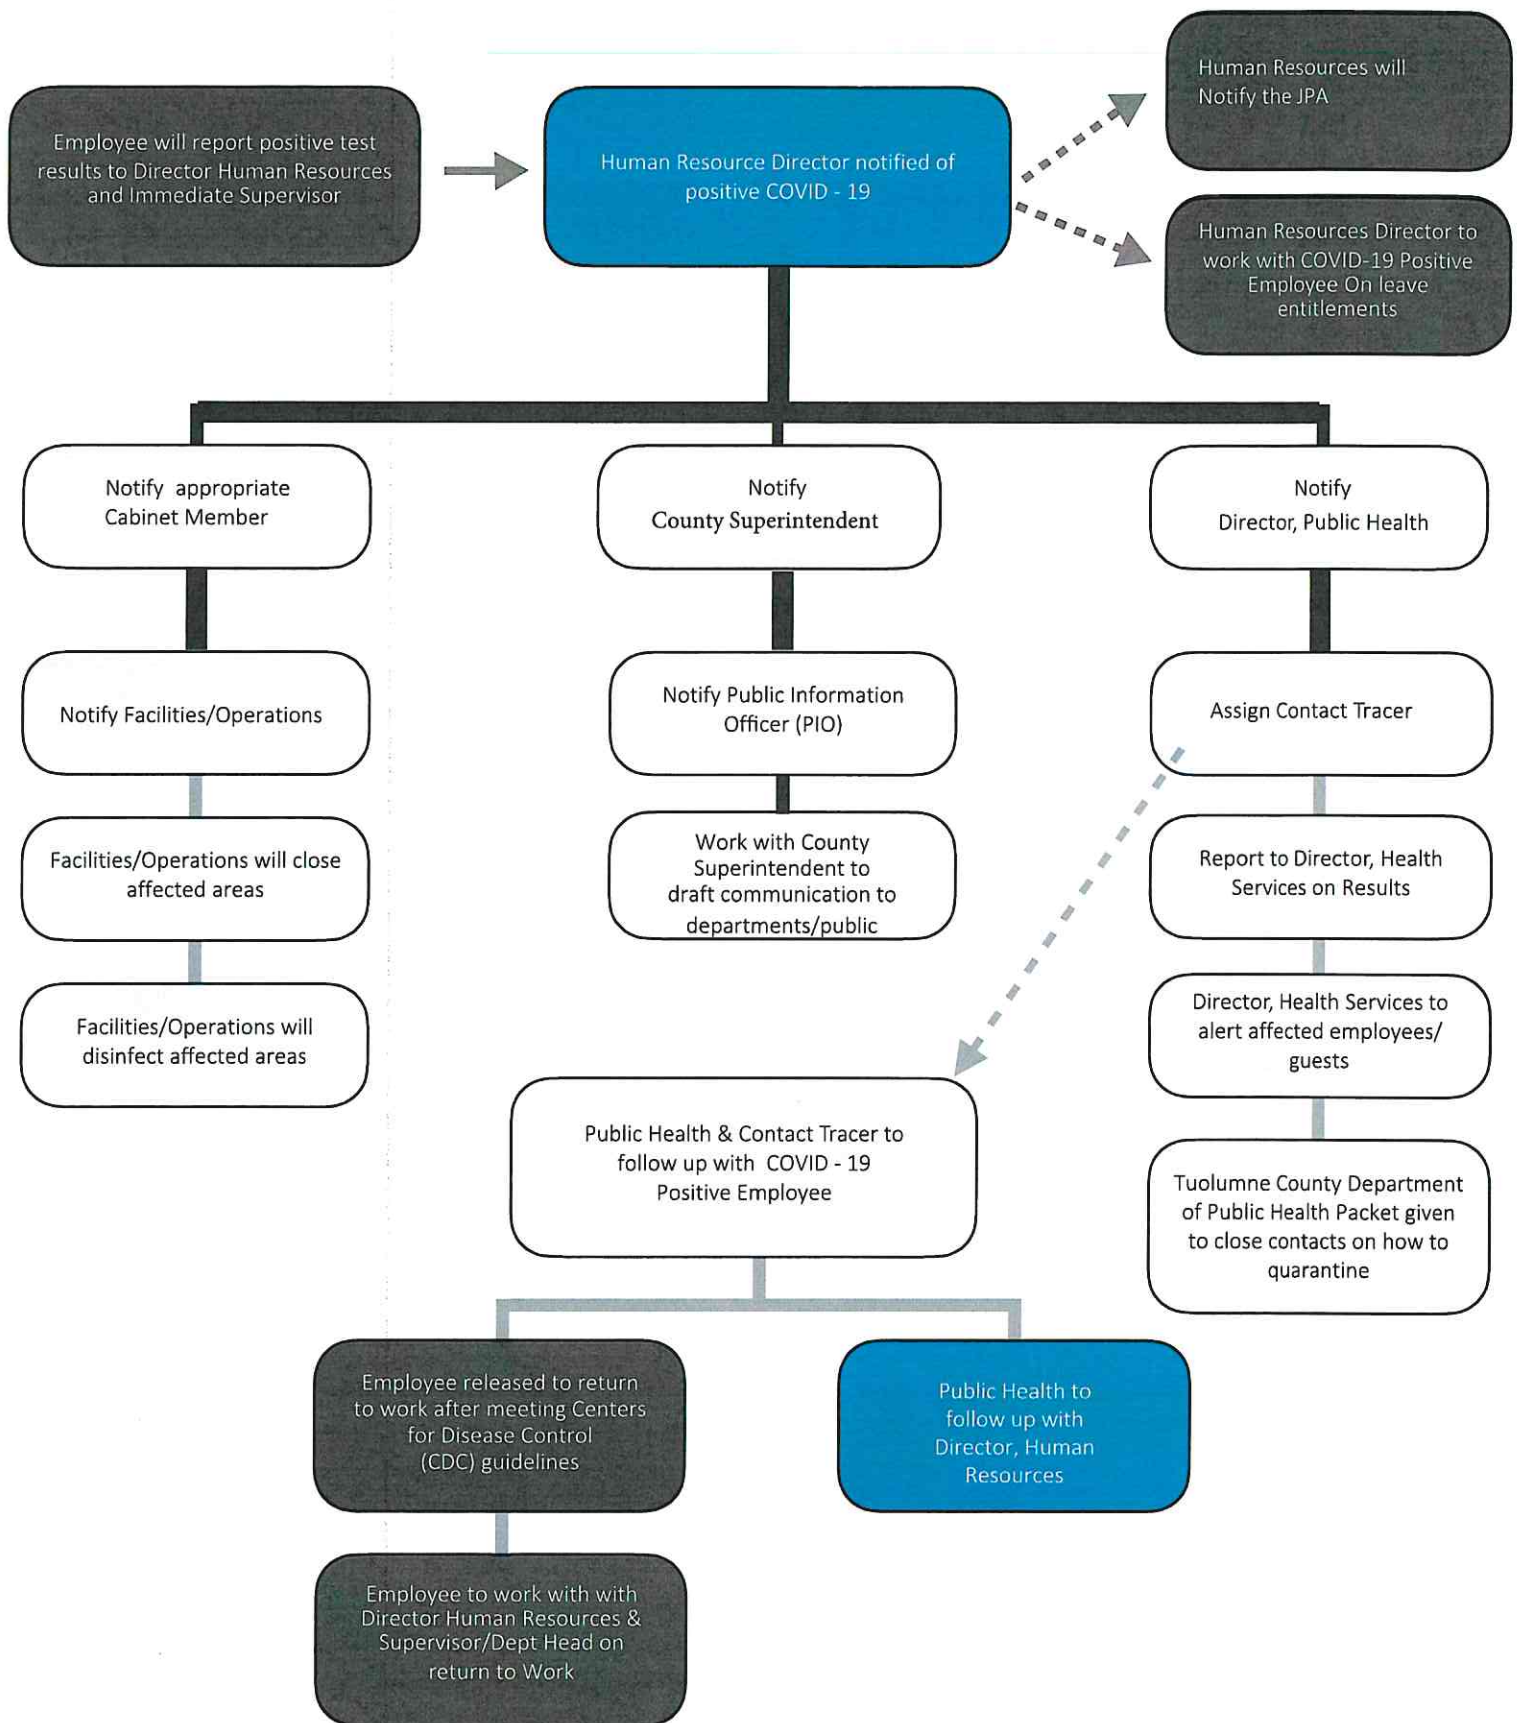 Employee will report positive test
results to Director Human Resources
and Immediate Supervisor
Human Resource Director notified of
positive COVID - 19
Human Resources will
Notify the JPA
Human Resources Director to
work with COVID-19 Positive
Employee On leave
entitlements
Notify appropriate
Cabinet Member
Notify
County Superintendent
Notify
Director, Public Health
Notify Facilities/Operations
Notify Public Information
Officer (PIO)
Assign Contact Tracer
Facilities/Operations will close
affected areas
Work with County
Superintendent to
draft communication to
departments/public
Report to Director, Health
Services on Results
Facilities/Operations will
disinfect affected areas
Director, Health Services to
alert affected employees/
guests
Public Health & Contact Tracer to
follow up with COVID - 19
Positive Employee
Tuolumne County Department
of Public Health Packet given
to close contacts on how to
quarantine
Employee released to return
to work after meeting Centers
for Disease Control
(CDC) guidelines
Public Health to
follow up with
Director, Human
Resources
Employee to work with with
Director Human Resources &
Supervisor/Dept Head on
return to Work